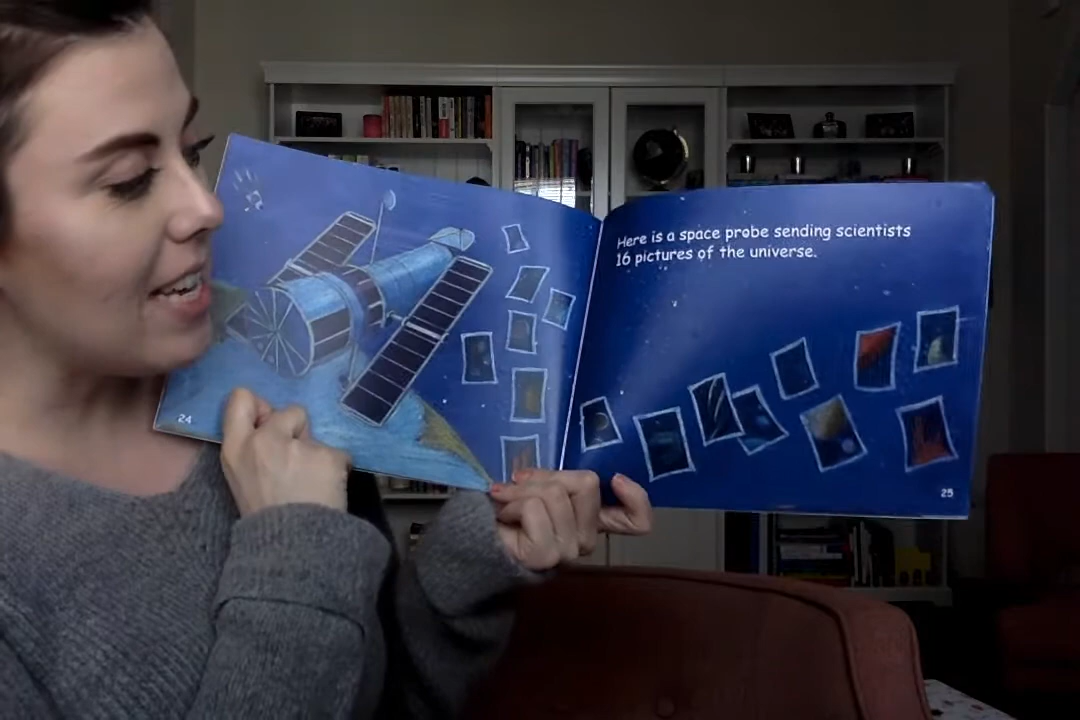 Here is a space probe sending scientists
16 pictures of the universe.
24
25